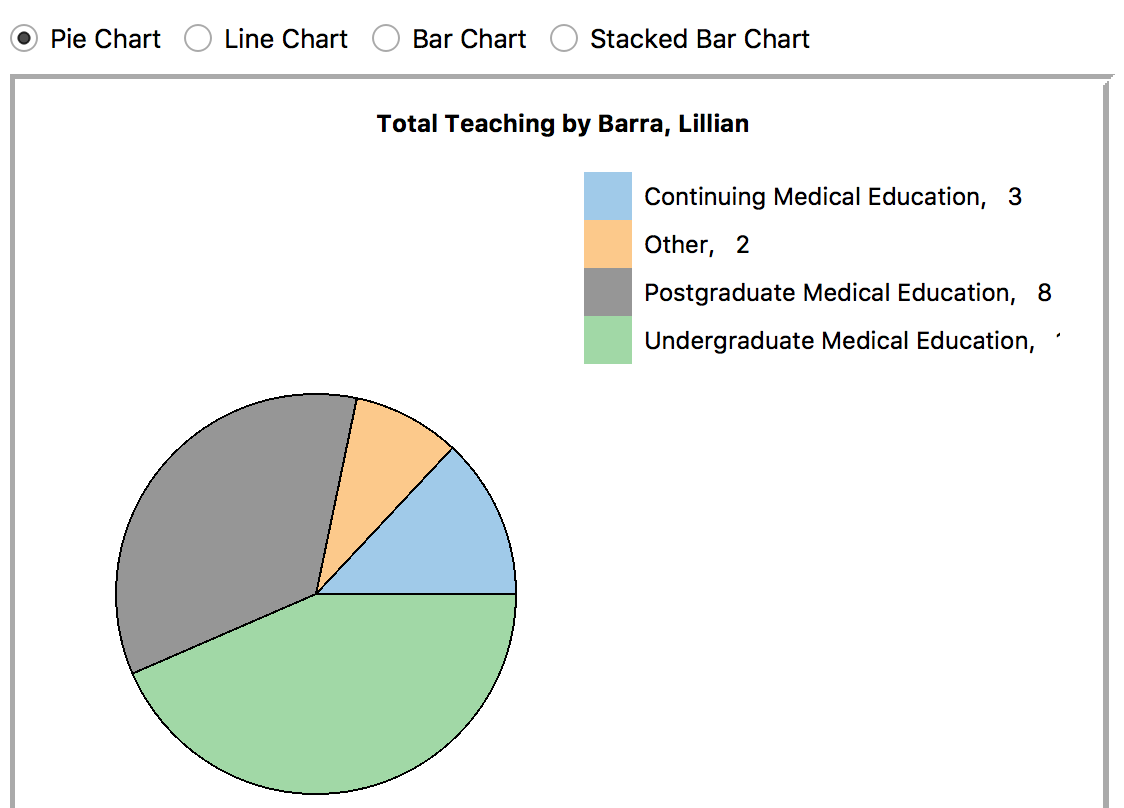 Pie Chart Line Chart Bar Chart Stacked Bar Chart
Total Teaching by Barra, Lillian
Continuing Medical Education, 3
Other, 2
Postgraduate Medical Education, 8
Undergraduate Medical Education,